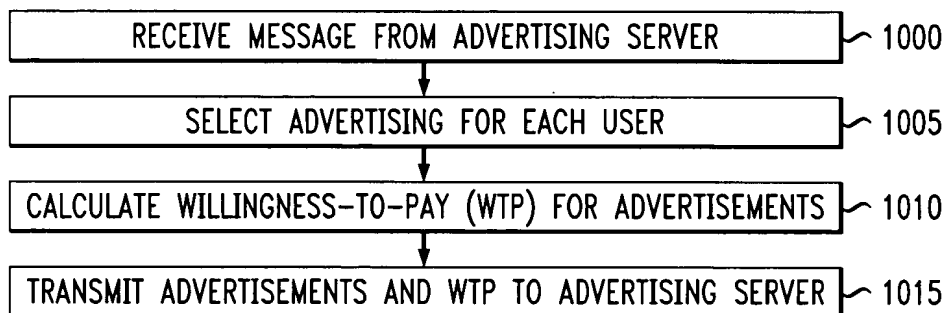 RECEIVE MESSAGE FROM ADVERTISING SERVER 1000
SELECT ADVERTISING FOR EACH USER 1005
CALCULATE WILLINGNESS-TO-PAY (WTP) FOR ADVERTISEMENTS 1010
TRANSMIT ADVERTISEMENTS AND WTP TO ADVERTISING SERVER 1015